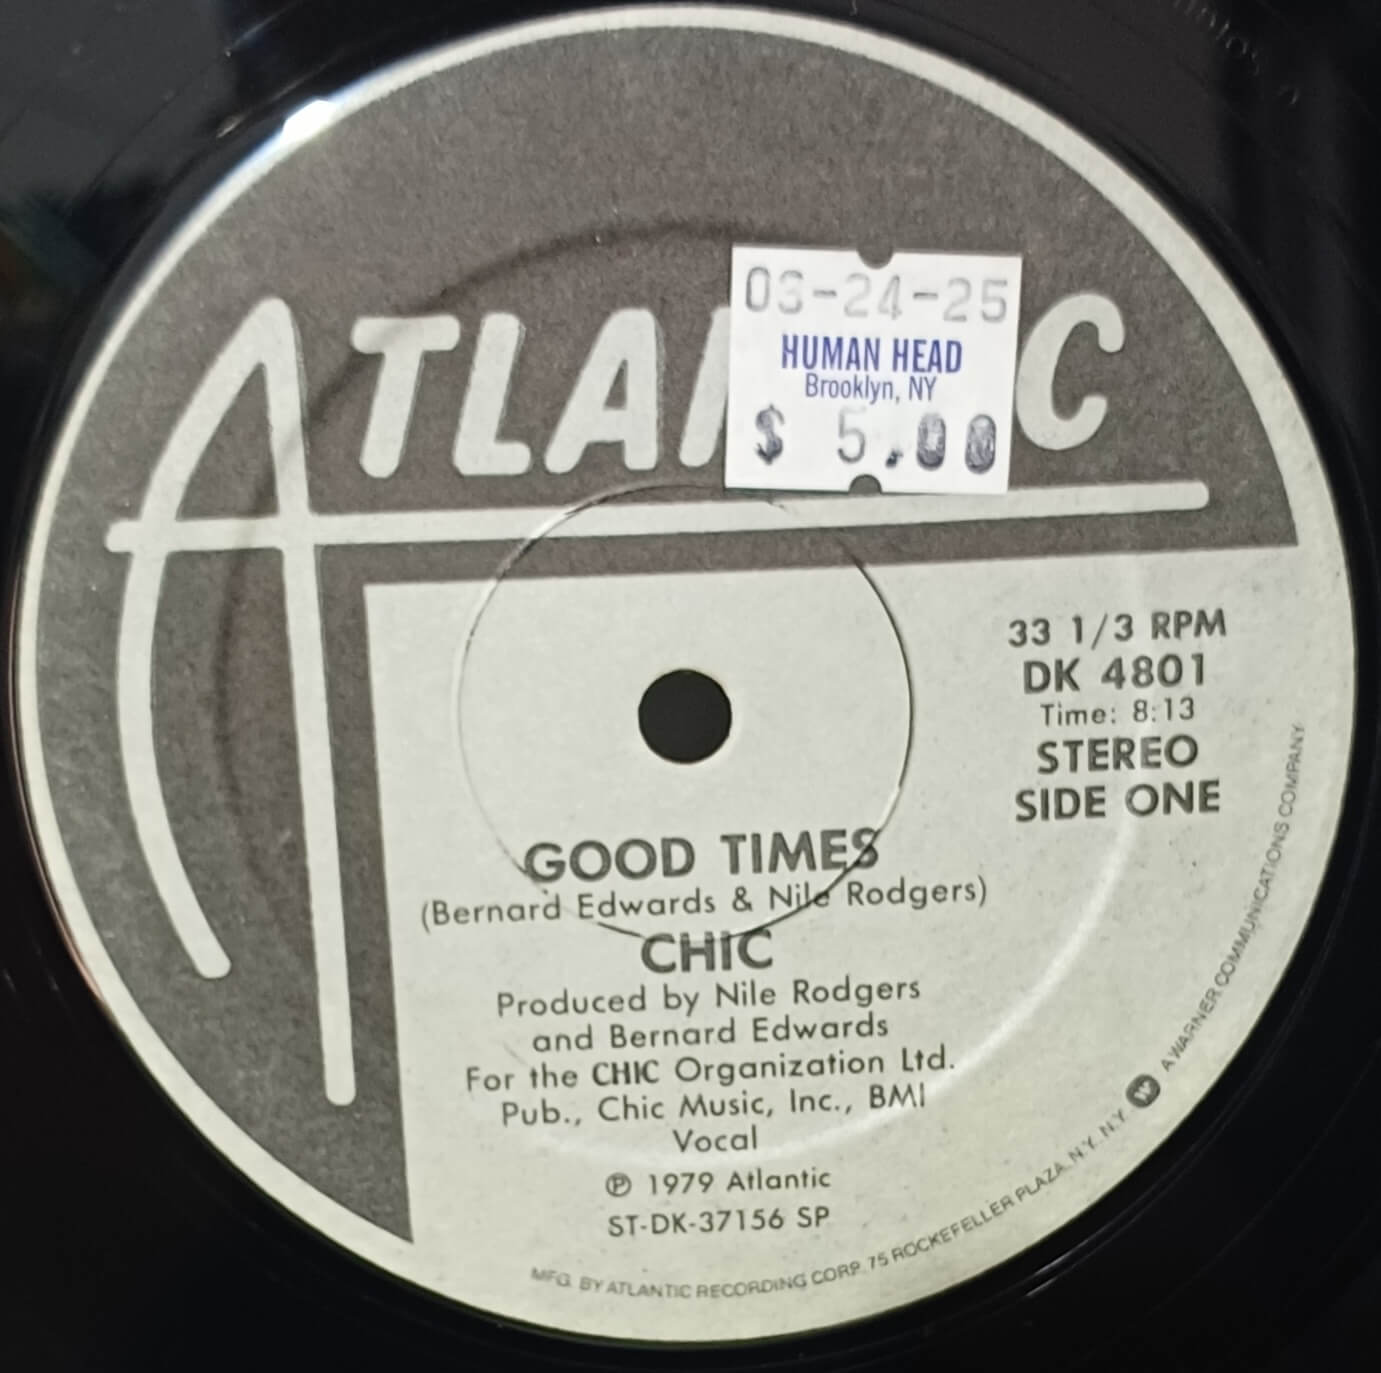 ATLA C
03-24-25
HUMAN HEAD
Brooklyn, NY
$ 5.00
33 1/3 RPM
DK 4801
Time: 8:13
STEREO
SIDE ONE
GOOD TIMES
(Bernard Edwards & Nile Rodgers)
CHIC
Produced by Nile Rodgers
and Bernard Edwards
For the CHIC Organization Ltd.
Pub., Chic Music, Inc., BMI
Vocal
℗ 1979 Atlantic
ST-DK-37156 SP
MFG. BY ATLANTIC RECORDING CORP. 75 ROCKEFELLER PLAZA, N.Y. N.Y. W A WARNER COMMUNICATIONS COMPANY